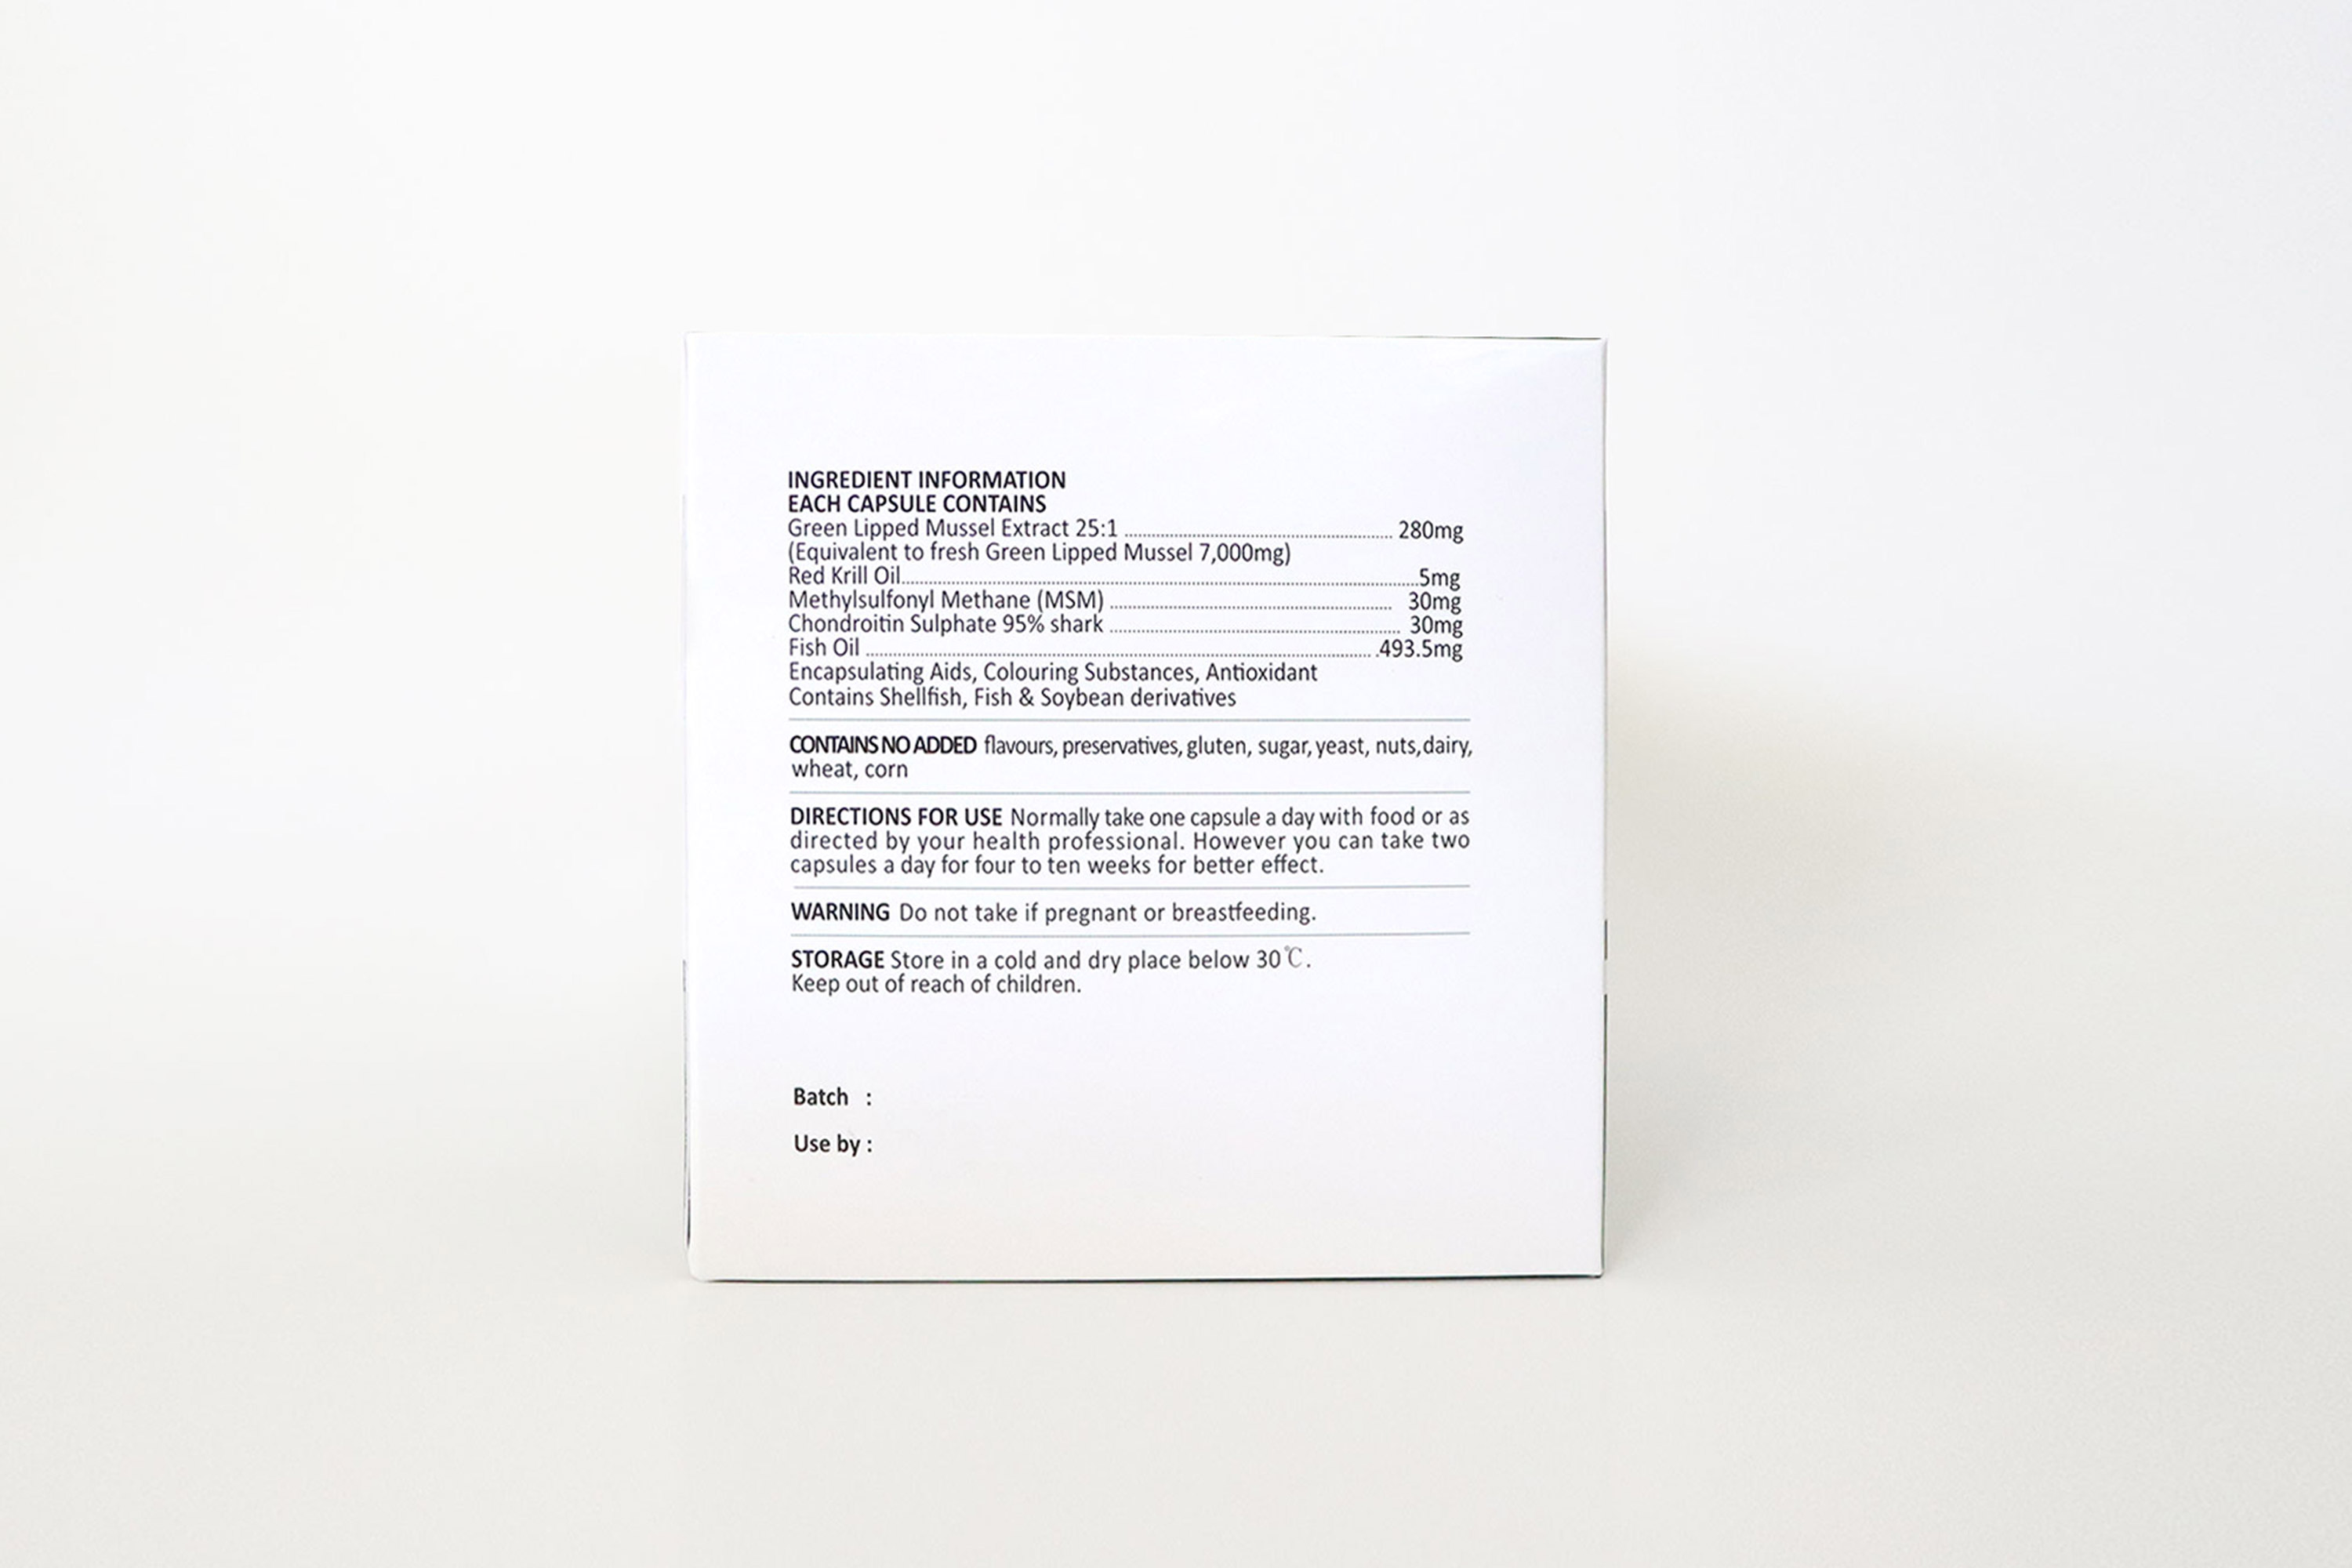 INGREDIENT INFORMATION
EACH CAPSULE CONTAINS
Green Lipped Mussel Extract 25:1 ........................ 280mg
(Equivalent to fresh Green Lipped Mussel 7,000mg)
Red Krill Oil........................5mg
Methylsulfonyl Methane (MSM) ........................ 30mg
Chondroitin Sulphate 95% shark ........................ 30mg
Fish Oil ........................493.5mg
Encapsulating Aids, Colouring Substances, Antioxidant
Contains Shellfish, Fish & Soybean derivatives
CONTAINS NO ADDED flavours, preservatives, gluten, sugar, yeast, nuts, dairy,
wheat, corn
DIRECTIONS FOR USE Normally take one capsule a day with food or as
directed by your health professional. However you can take two
capsules a day for four to ten weeks for better effect.
WARNING Do not take if pregnant or breastfeeding.
STORAGE Store in a cold and dry place below 30℃.
Keep out of reach of children.
Batch :
Use by :